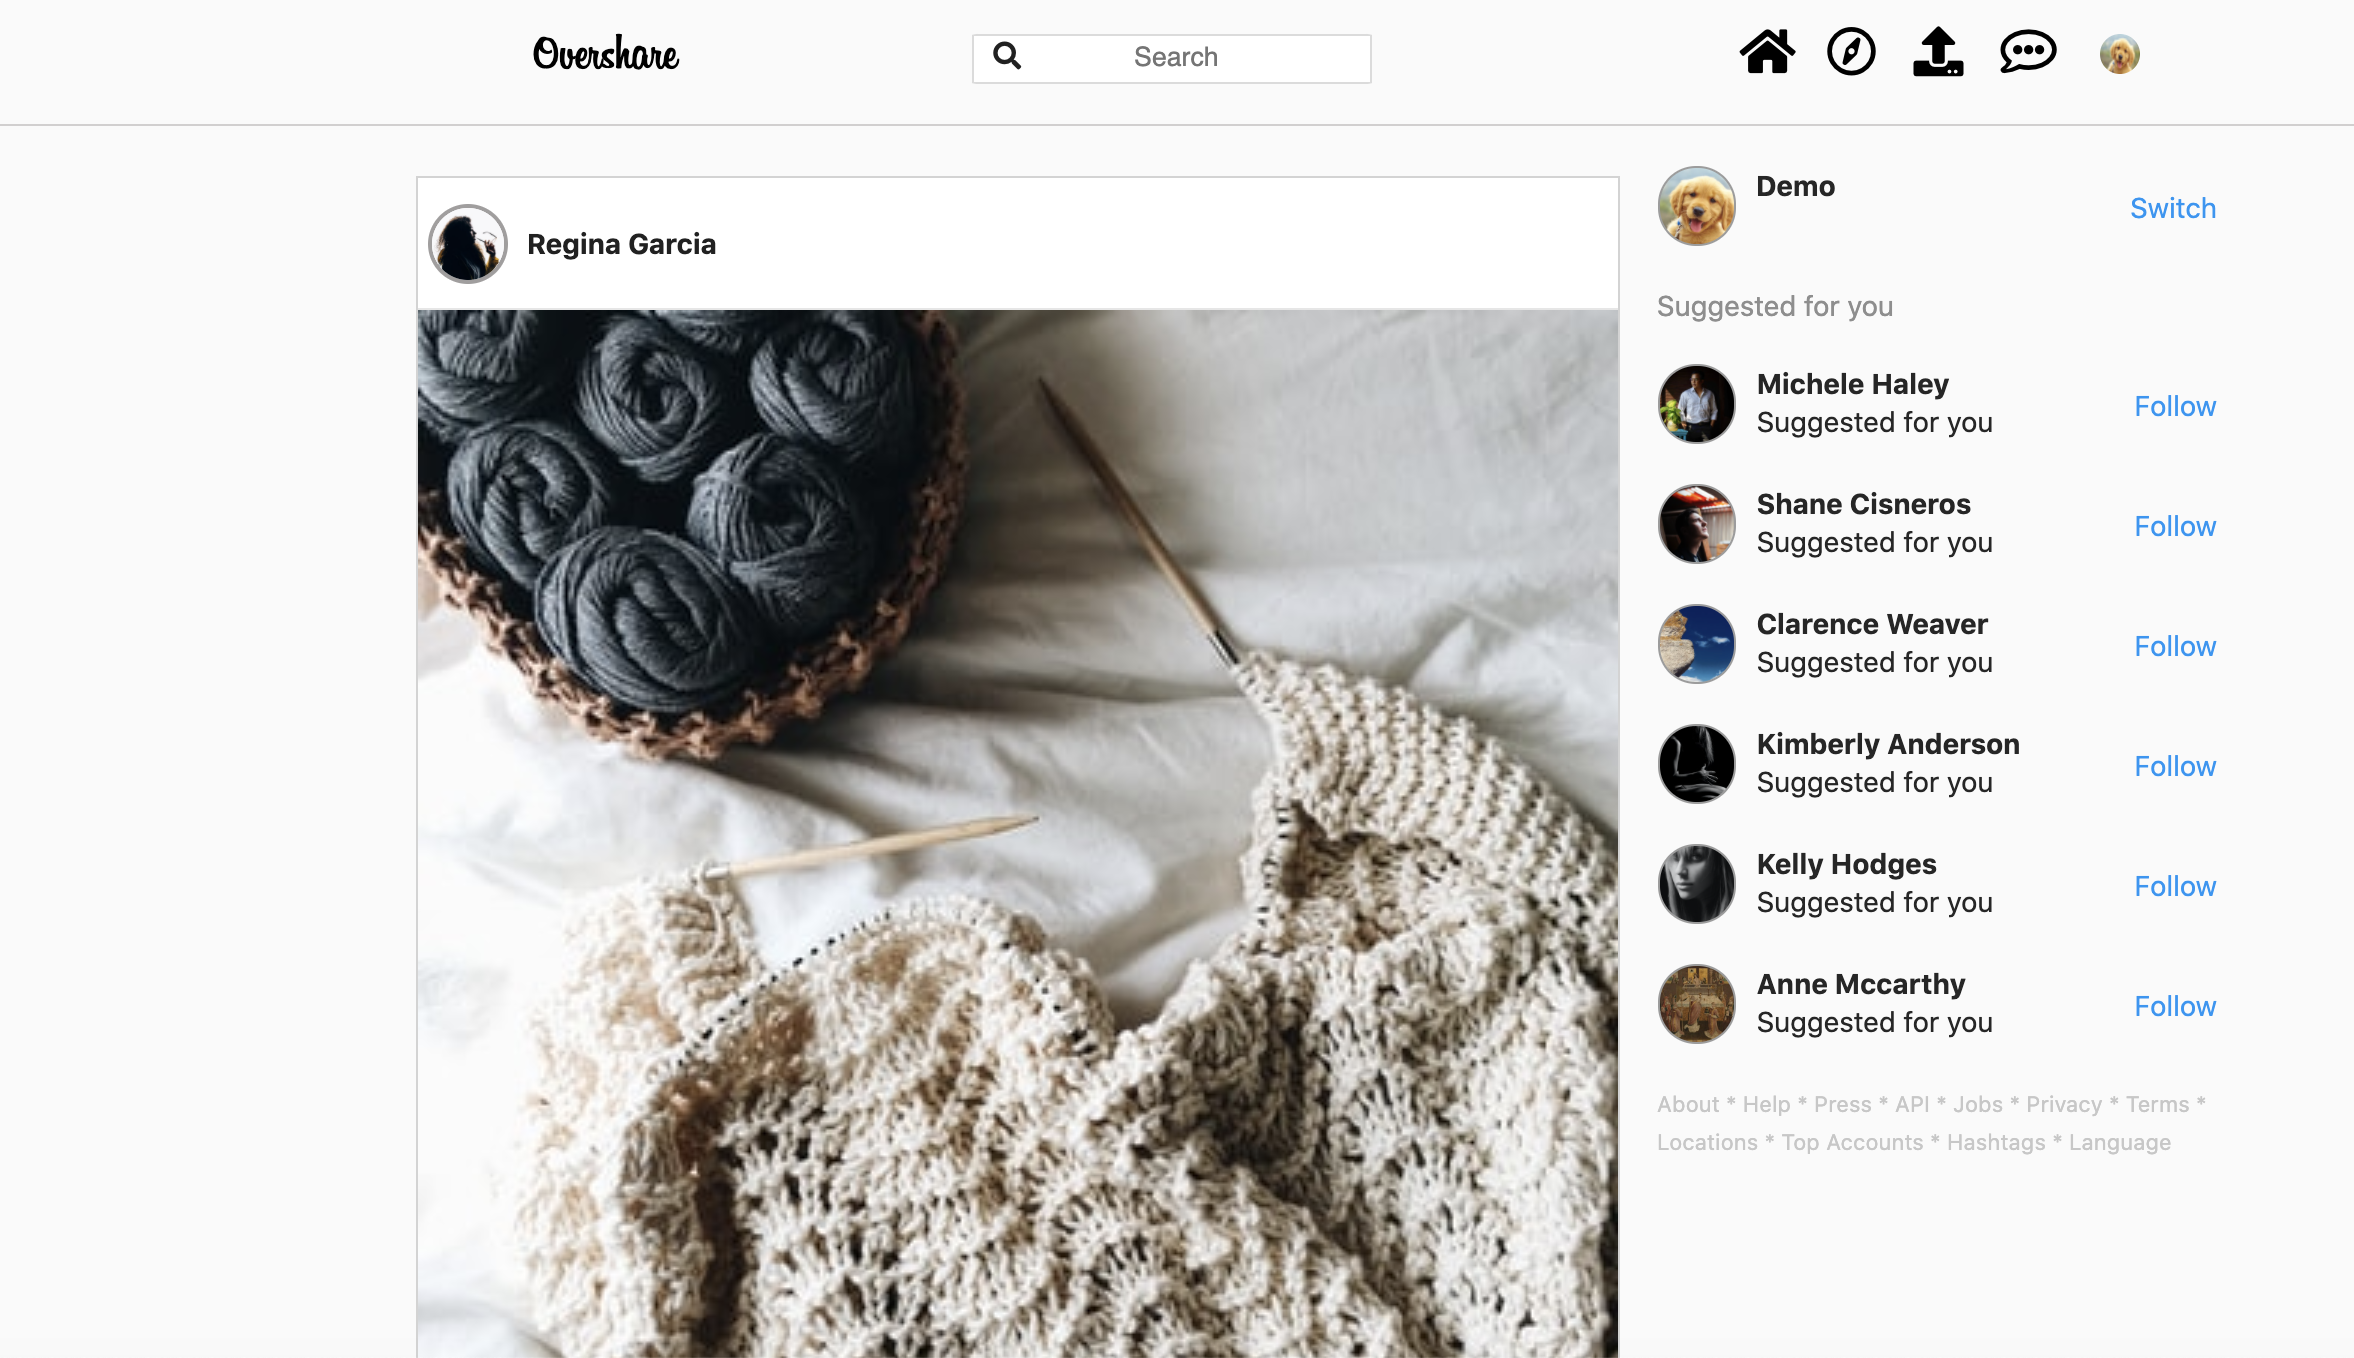 Overshare
Search
Regina Garcia
Demo
Switch
Suggested for you
Michele Haley
Suggested for you
Follow
Shane Cisneros
Suggested for you
Follow
Clarence Weaver
Suggested for you
Follow
Kimberly Anderson
Suggested for you
Follow
Kelly Hodges
Suggested for you
Follow
Anne Mccarthy
Suggested for you
Follow
About * Help * Press * API * Jobs * Privacy * Terms *
Locations * Top Accounts * Hashtags * Language